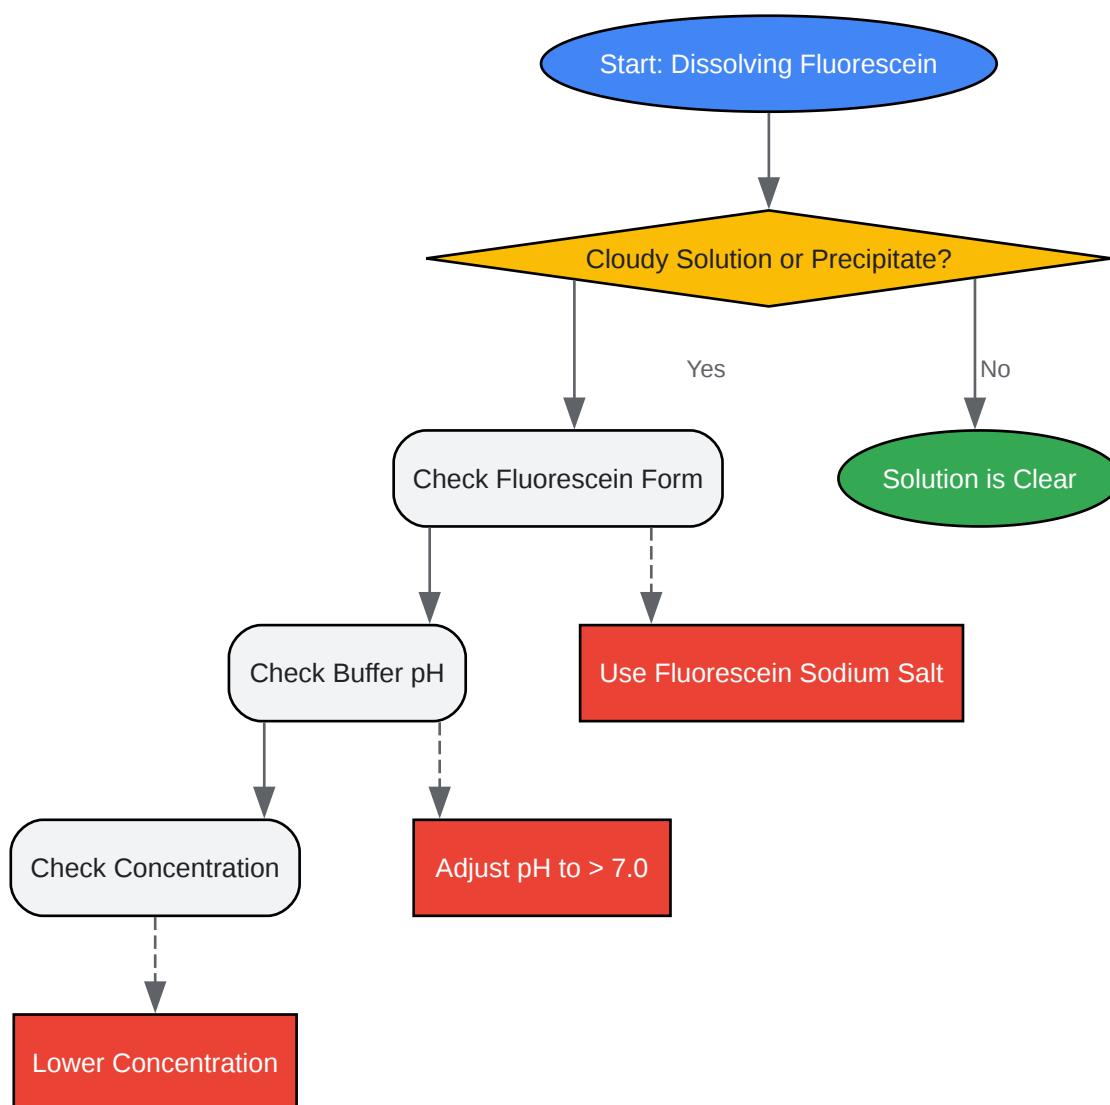 Start: Dissolving Fluorescein
Cloudy Solution or Precipitate?
Yes
No
Check Fluorescein Form
Solution is Clear
Check Buffer pH
Use Fluorescein Sodium Salt
Check Concentration
Adjust pH to > 7.0
Lower Concentration